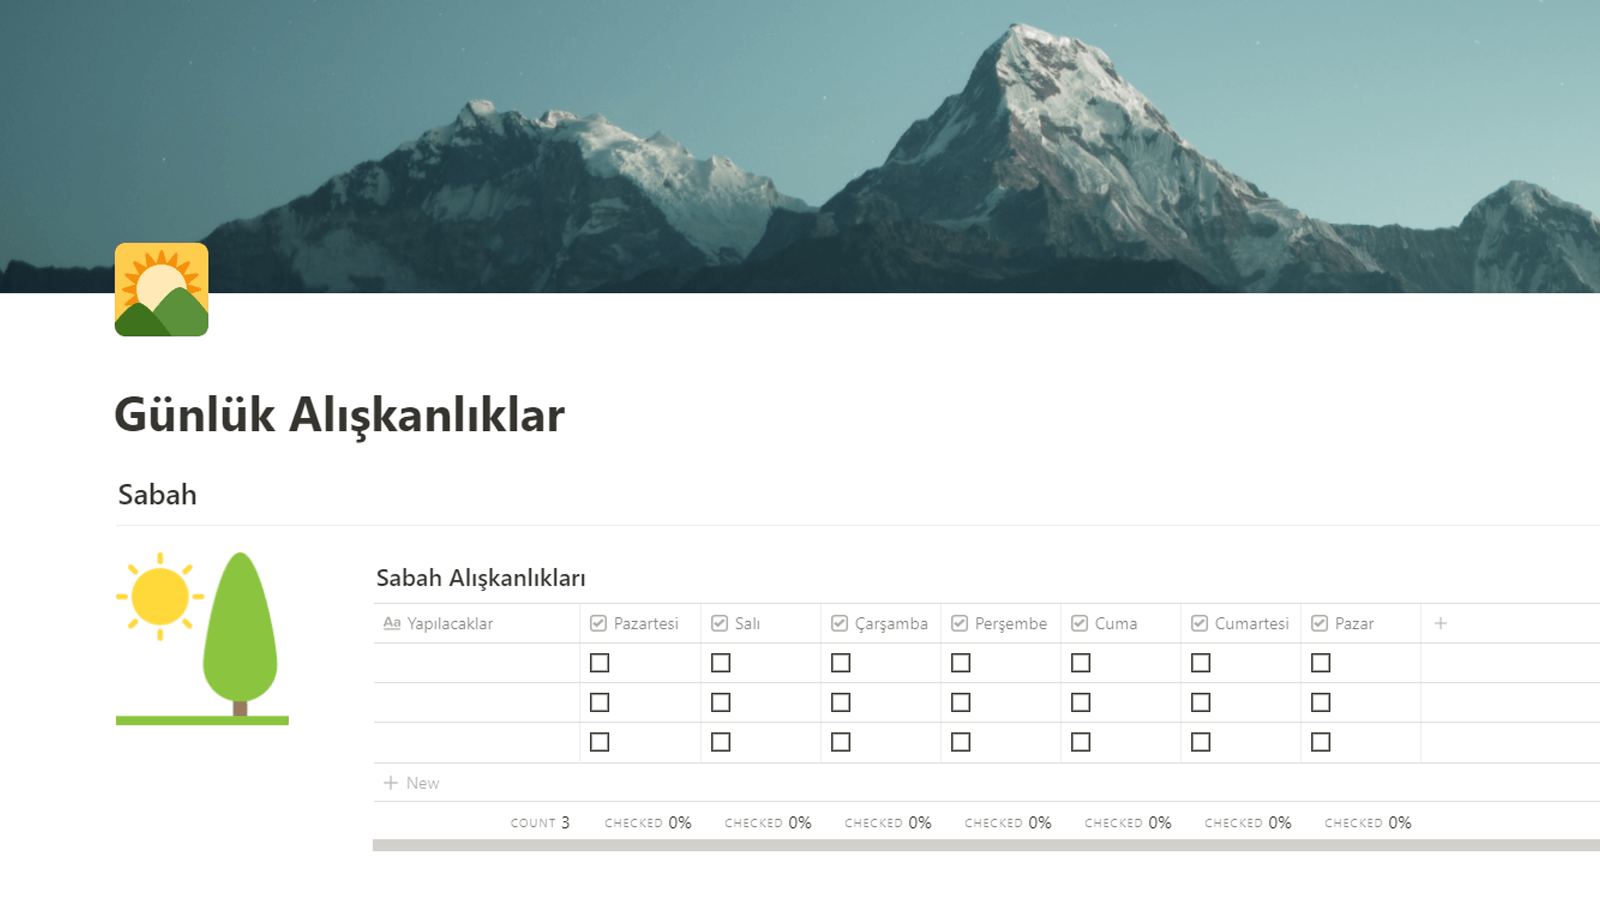 Günlük Alışkanlıklar
Sabah
Sabah Alışkanlıkları
Aa Yapılacaklar Pazartesi Salı Çarşamba Perşembe Cuma Cumartesi Pazar +
+ New
COUNT 3 CHECKED 0% CHECKED 0% CHECKED 0% CHECKED 0% CHECKED 0% CHECKED 0% CHECKED 0%